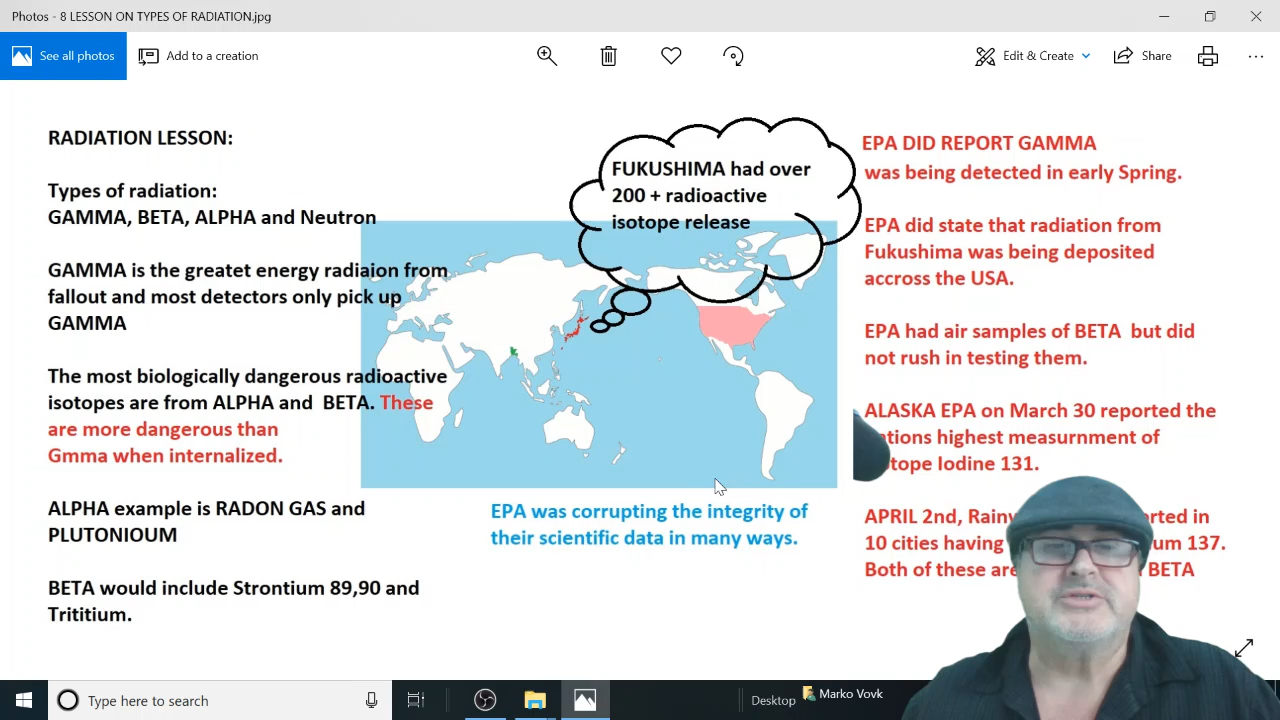 Photos - 8 LESSON ON TYPES OF RADIATION.jpg
See all photos
Add to a creation
Edit & Create
Share
RADIATION LESSON:
Types of radiation:
GAMMA, BETA, ALPHA and Neutron
GAMMA is the greatet energy radiaion from
fallout and most detectors only pick up
GAMMA
The most biologically dangerous radioactive
isotopes are from ALPHA and BETA. These
are more dangerous than
Gmma when internalized.
ALPHA example is RADON GAS and
PLUTONIOUM
BETA would include Strontium 89,90 and
Trititium.
FUKUSHIMA had over
200 + radioactive
isotope release
EPA was corrupting the integrity of
their scientific data in many ways.
EPA DID REPORT GAMMA
was being detected in early Spring.
EPA did state that radiation from
Fukushima was being deposited
accross the USA.
EPA had air samples of BETA but did
not rush in testing them.
ALASKA EPA on March 30 reported the
highest measurnment of
Iodine 131.
APRIL 2nd, in
10 cities having 137.
Both of these BETA
Type here to search
Desktop
Marko Vovk